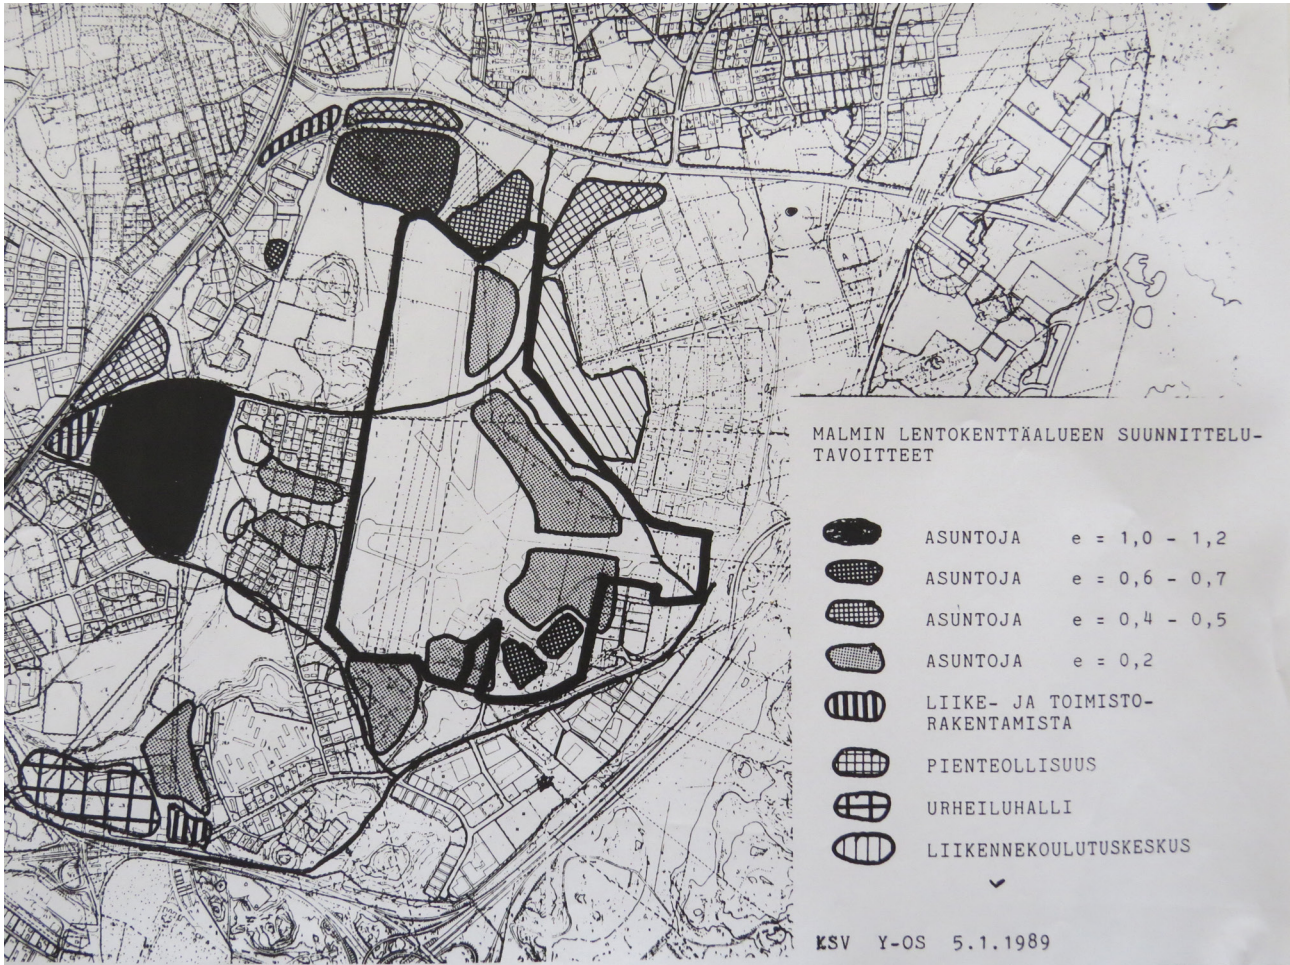 MALMIN LENTOKENTTÄALUEEN SUUNNITTELU-
TAVOITTEET
ASUNTOJA e = 1,0 - 1,2
ASUNTOJA e = 0,6 - 0,7
ASUNTOJA e = 0,4 - 0,5
ASUNTOJA e = 0,2
LIIKE- JA TOIMISTO-
RAKENTAMISTA
PIENTEOLLISUUS
URHEILUHALLI
LIIKENNEKOULUTUSKESKUS
KSV Y-OS 5.1.1989